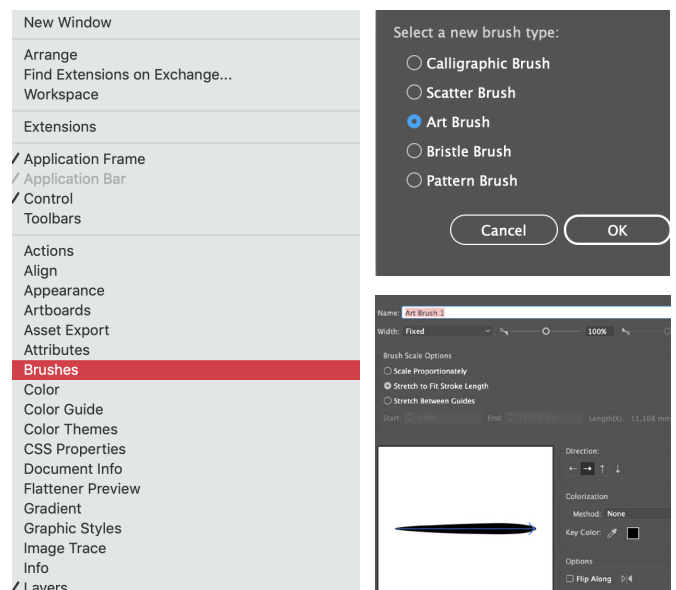 New Window
Arrange
Find Extensions on Exchange...
Workspace
Extensions
Application Frame
Application Bar
Control
Toolbars
Actions
Align
Appearance
Artboards
Asset Export
Attributes
Brushes
Color
Color Guide
Color Themes
CSS Properties
Document Info
Flattener Preview
Gradient
Graphic Styles
Image Trace
Info
Layers
Select a new brush type:
Calligraphic Brush
Scatter Brush
Art Brush
Bristle Brush
Pattern Brush
Cancel OK
Name: Art Brush 1
Width: Fixed 100%
Brush Scale Options
Scale Proportionately
Stretch to Fit Stroke Length
Stretch Between Guides
Start: End: Length(X): 11,108 mm
Direction:
Colorization
Method: None
Key Color:
Options
Flip Along